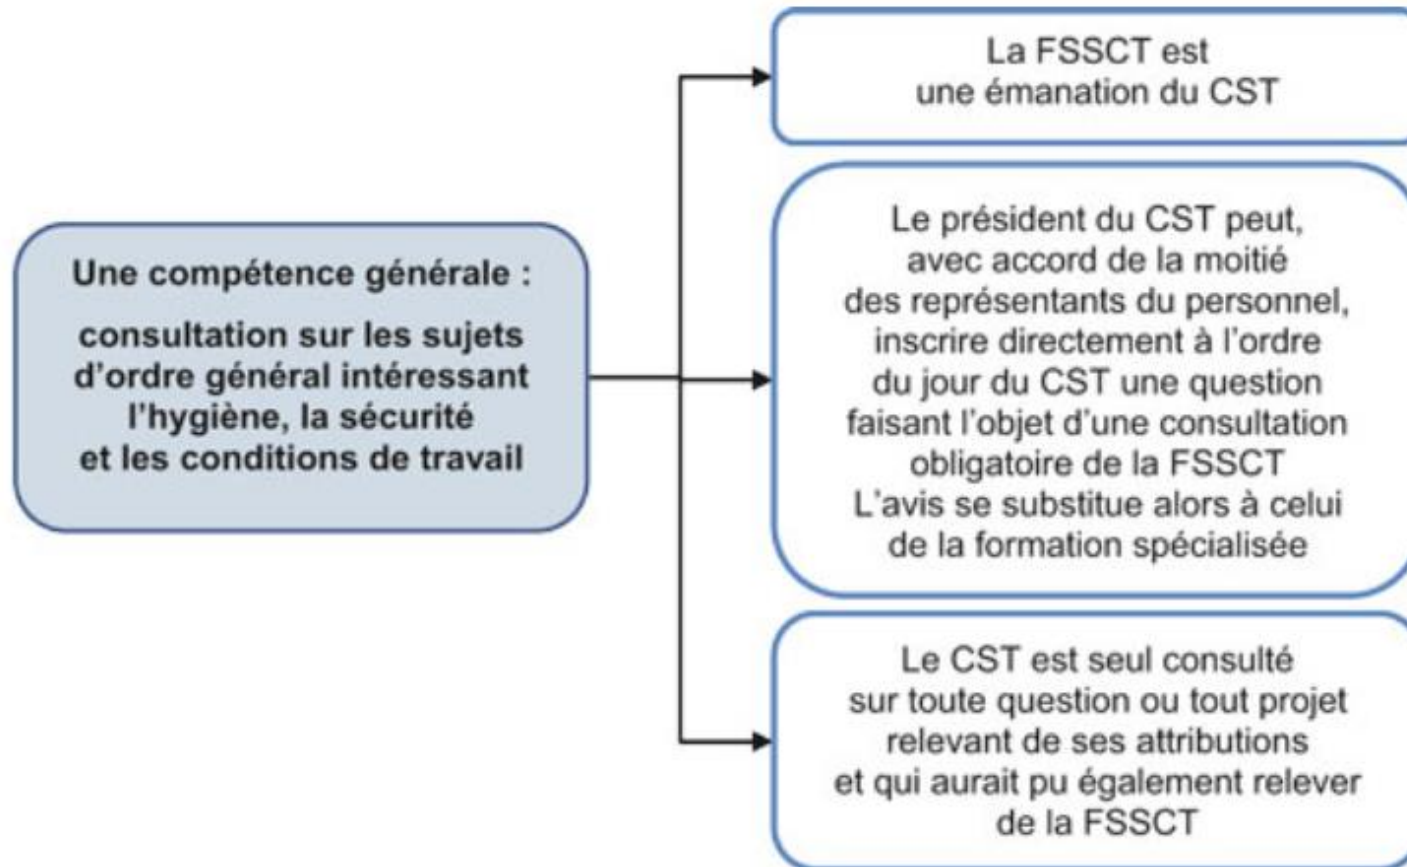 Une compétence générale :
consultation sur les sujets
d’ordre général intéressant
l’hygiène, la sécurité
et les conditions de travail
La FSSCT est
une émanation du CST
Le président du CST peut,
avec accord de la moitié
des représentants du personnel,
inscrire directement à l’ordre
du jour du CST une question
faisant l’objet d’une consultation
obligatoire de la FSSCT
L’avis se substitue alors à celui
de la formation spécialisée
Le CST est seul consulté
sur toute question ou tout projet
relevant de ses attributions
et qui aurait pu également relever
de la FSSCT